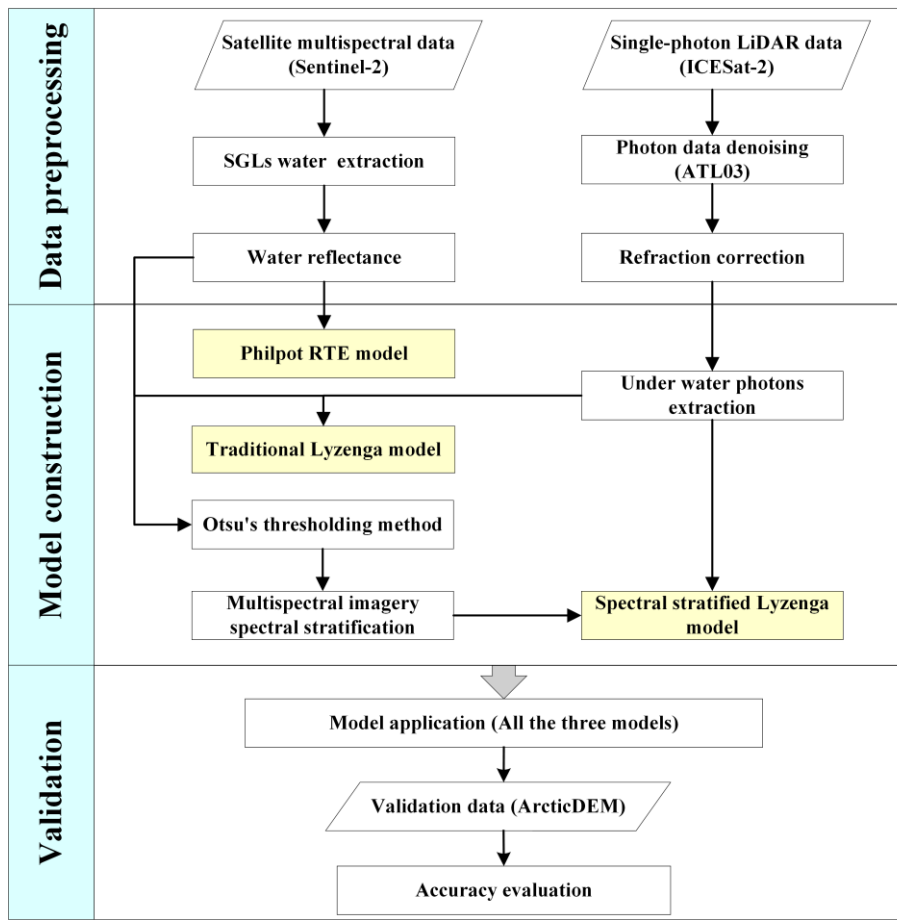 Data preprocessing
Satellite multispectral data
(Sentinel-2)
Single-photon LiDAR data
(ICESat-2)
SGLs water extraction
Photon data denoising
(ATL03)
Water reflectance
Refraction correction
Model construction
Philpot RTE model
Under water photons
extraction
Traditional Lyzenga model
Otsu's thresholding method
Multispectral imagery
spectral stratification
Spectral stratified Lyzenga
model
Validation
Model application (All the three models)
Validation data (ArcticDEM)
Accuracy evaluation